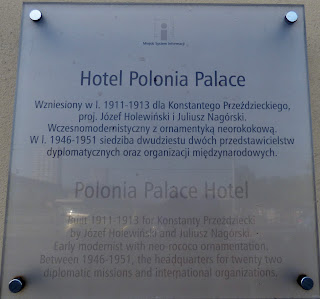 i
Miejski System Informacji
Hotel Polonia Palace
Wzniesiony w l. 1911-1913 dla Konstantego Przeździeckiego,
proj. Józef Holewiński i Juliusz Nagórski.
Wczesnomodernistyczny z ornamentyką neorokokową.
W l. 1946-1951 siedziba dwudziestu dwóch przedstawicielstw
dyplomatycznych oraz organizacji międzynarodowych.
Polonia Palace Hotel
Built 1911-1913 for Konstanty Przeździecki
by Józef Holewiński and Juliusz Nagórski.
Early modernist with neo-rococo ornamentation.
Between 1946-1951, the headquarters for twenty two
diplomatic missions and international organizations.